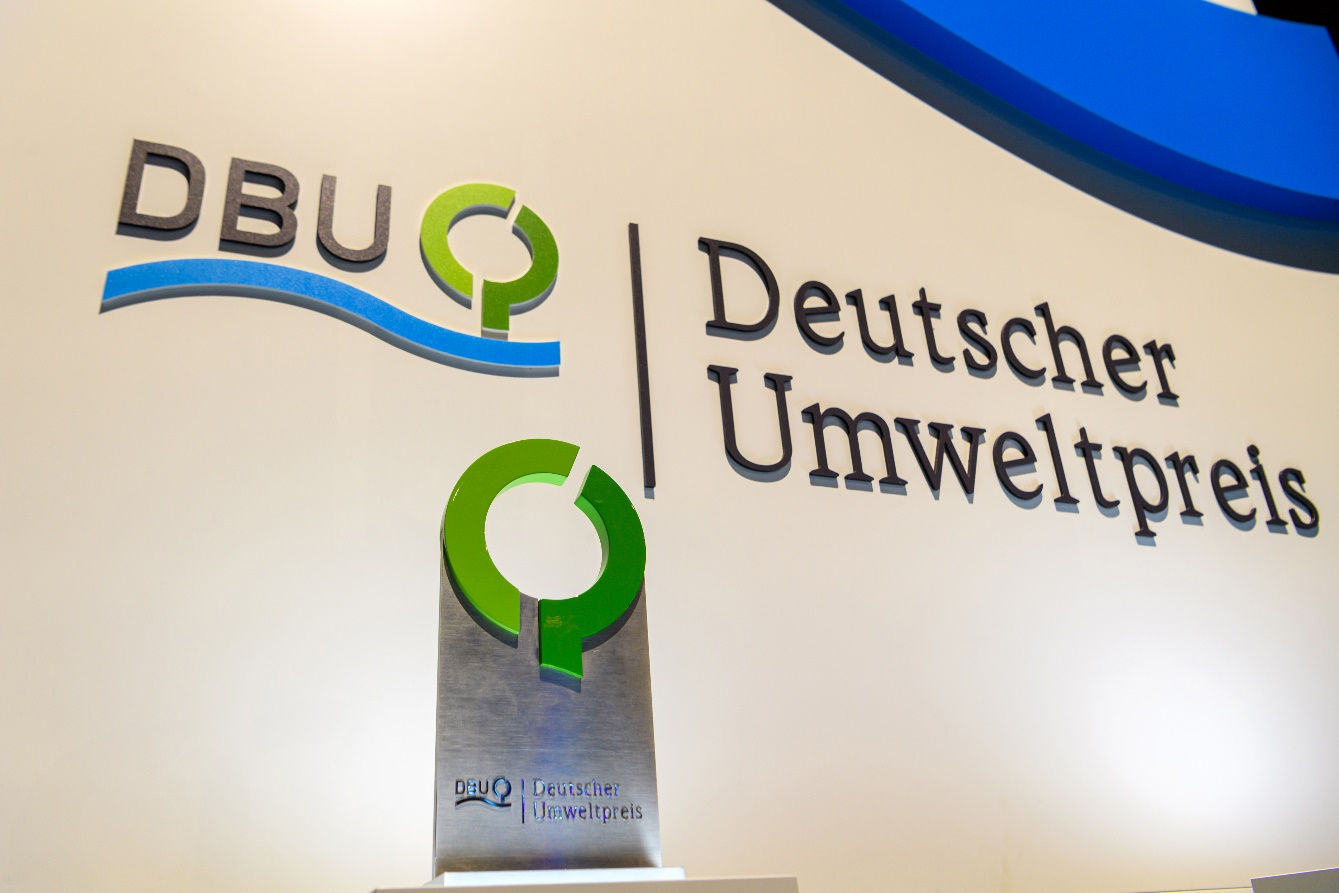 DBU
Deutscher
Umweltpreis
DBU
Deutscher
Umweltpreis